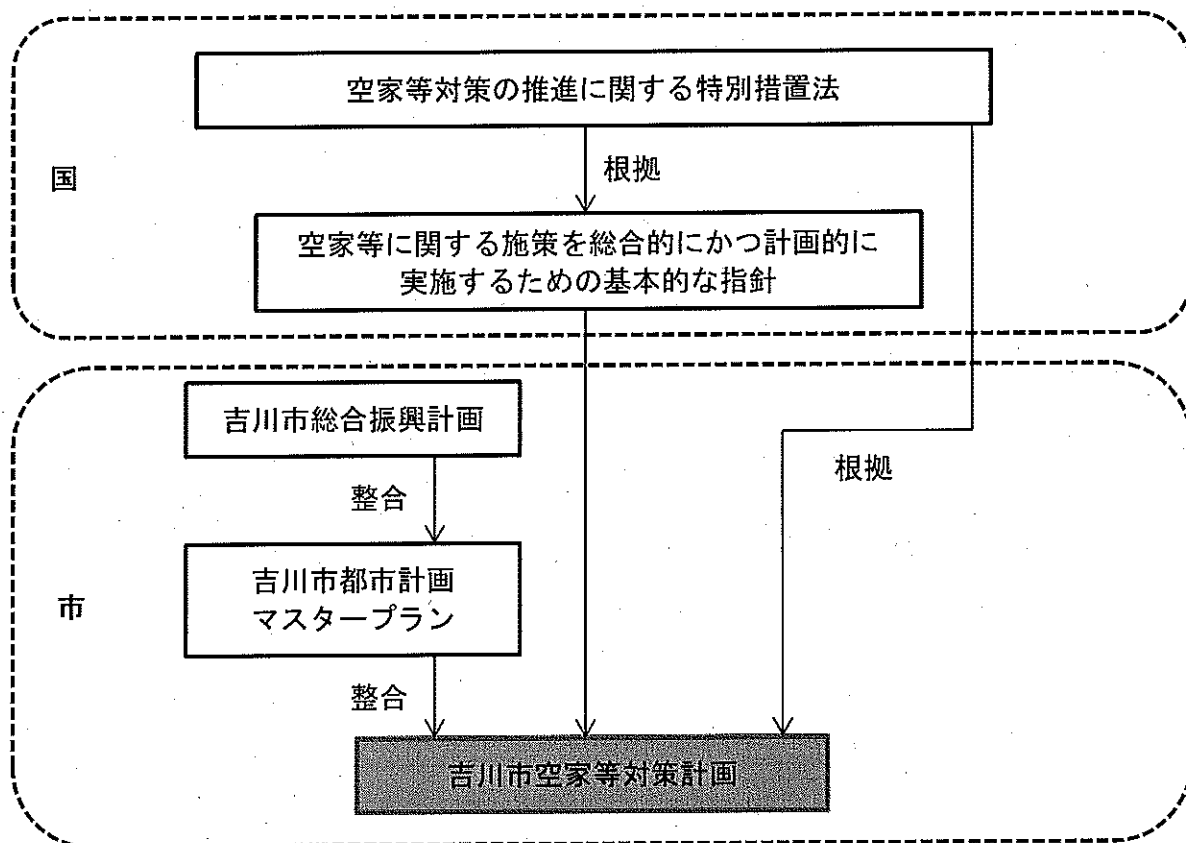 空家等対策の推進に関する特別措置法
根拠
国
空家等に関する施策を総合的にかつ計画的に
実施するための基本的な指針
吉川市総合振興計画
根拠
整合
吉川市都市計画
マスタープラン
市
整合
吉川市空家等対策計画